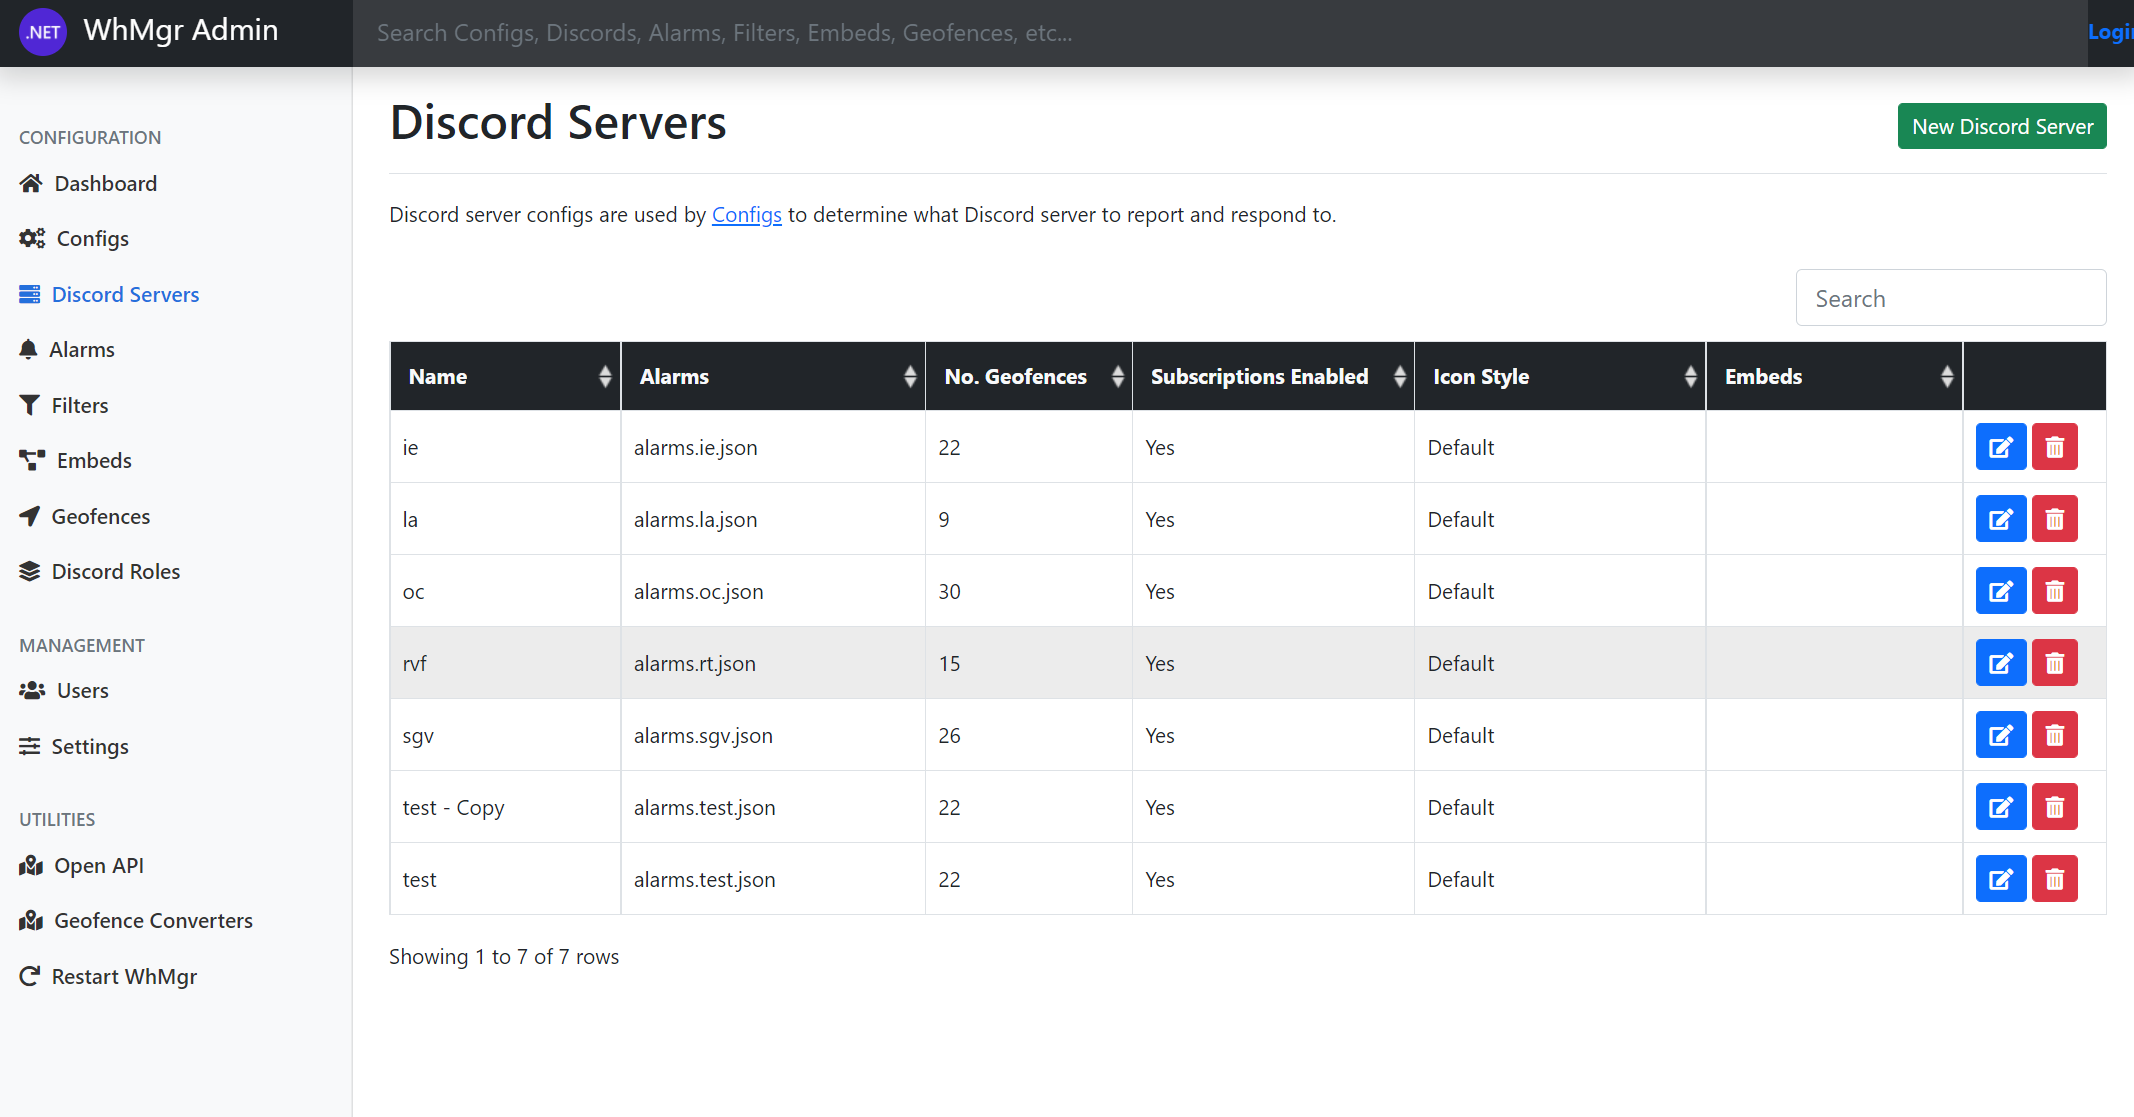 .NET WhMgr Admin
Search Configs, Discords, Alarms, Filters, Embeds, Geofences, etc...
CONFIGURATION
Dashboard
Configs
Discord Servers
Alarms
Filters
Embeds
Geofences
Discord Roles
MANAGEMENT
Users
Settings
UTILITIES
Open API
Geofence Converters
Restart WhMgr
Discord Servers
New Discord Server
Discord server configs are used by Configs to determine what Discord server to report and respond to.
Search
Name Alarms No. Geofences Subscriptions Enabled Icon Style Embeds
ie alarms.ie.json 22 Yes Default
la alarms.la.json 9 Yes Default
oc alarms.oc.json 30 Yes Default
rvf alarms.rt.json 15 Yes Default
sgv alarms.sgv.json 26 Yes Default
test - Copy alarms.test.json 22 Yes Default
test alarms.test.json 22 Yes Default
Showing 1 to 7 of 7 rows